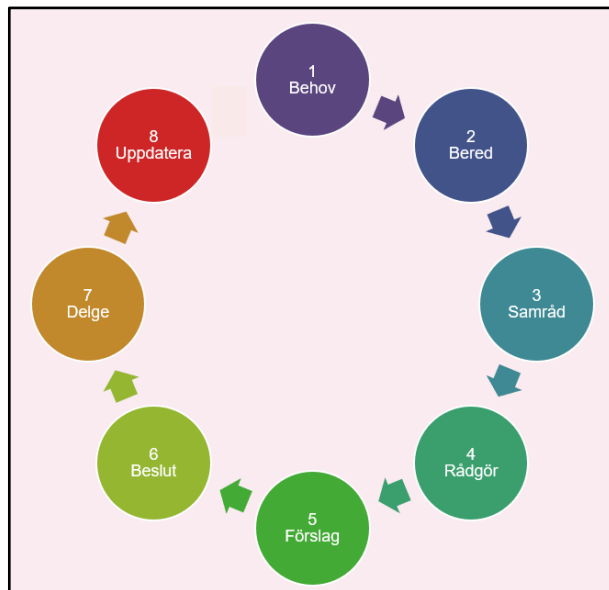 1
Behov
2
Bered
3
Samråd
4
Rådgör
5
Förslag
6
Beslut
7
Delge
8
Uppdatera